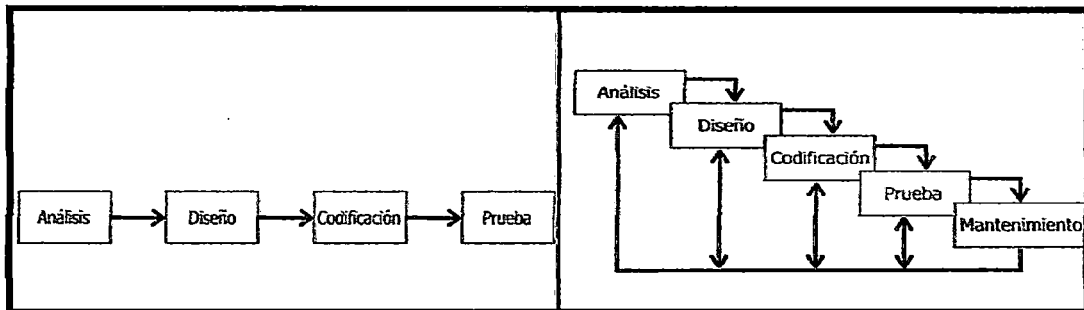 Análisis
Diseño
Codificación
Prueba
Análisis
Diseño
Codificación
Prueba
Mantenimiento